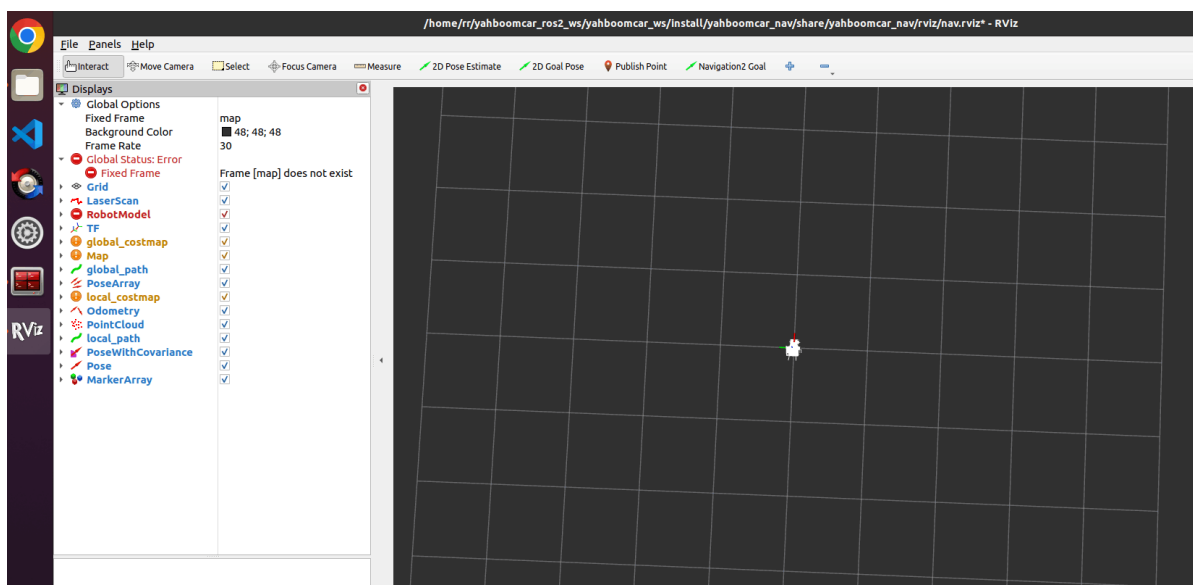 /home/rr/yahboomcar_ros2_ws/yahboomcar_ws/install/yahboomcar_nav/share/yahboomcar_nav/rviz/nav.rviz* - RViz
File Panels Help
Interact Move Camera Select Focus Camera Measure 2D Pose Estimate 2D Goal Pose Publish Point Navigation2 Goal
Displays
Global Options
Fixed Frame map
Background Color 48; 48; 48
Frame Rate 30
Global Status: Error
Fixed Frame Frame [map] does not exist
Grid
LaserScan
RobotModel
TF
global_costmap
Map
global_path
PoseArray
local_costmap
Odometry
PointCloud
local_path
PoseWithCovariance
Pose
MarkerArray
RViz